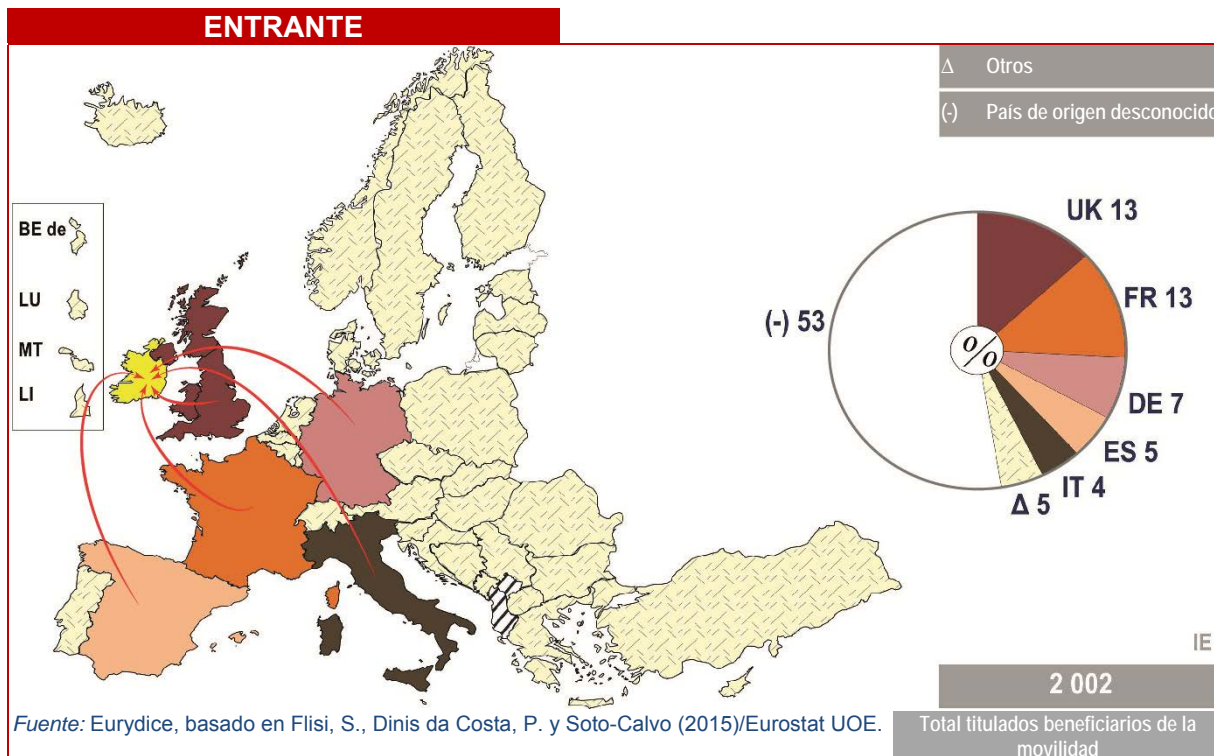 ENTRANTE
Δ Otros
(-) País de origen desconocido
BE de
LU
MT
LI
UK 13
FR 13
DE 7
ES 5
IT 4
Δ 5
(-) 53
%
IE
2 002
Total titulados beneficiarios de la
movilidad
Fuente: Eurydice, basado en Flisi, S., Dinis da Costa, P. y Soto-Calvo (2015)/Eurostat UOE.